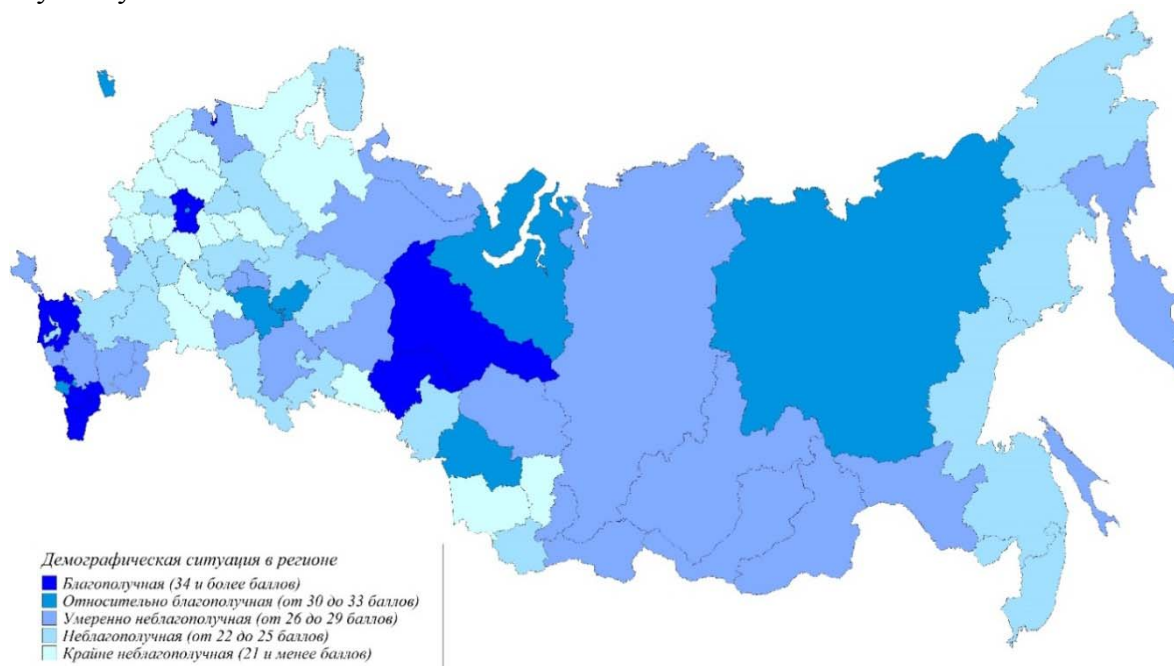 Демографическая ситуация в регионе
Благополучная (34 и более баллов)
Относительно благополучная (от 30 до 33 баллов)
Умеренно неблагополучная (от 26 до 29 баллов)
Неблагополучная (от 22 до 25 баллов)
Крайне неблагополучная (21 и менее баллов)